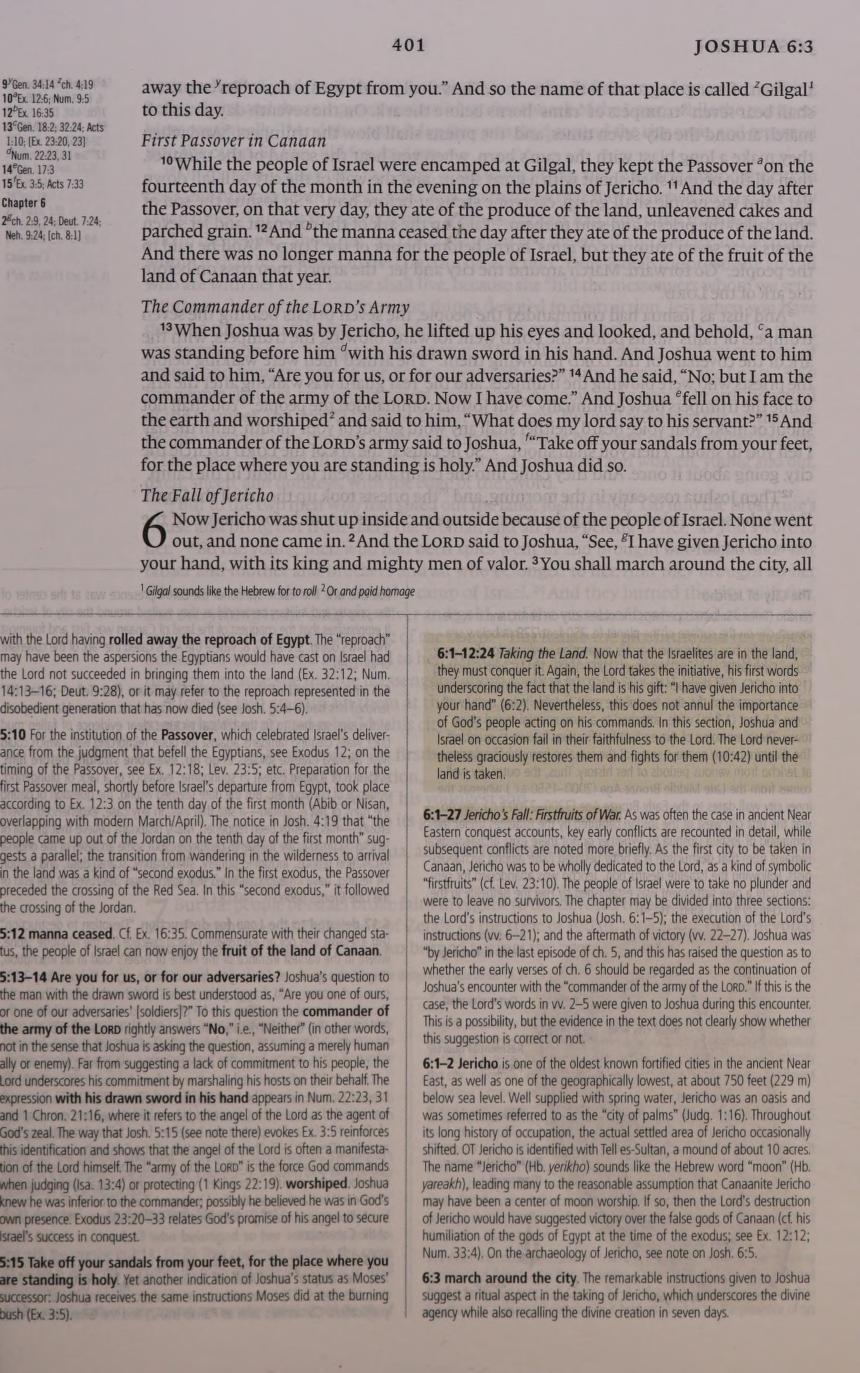 401
JOSHUA 6:3
9 yGen. 34:14 zch. 4:19
10 aEx. 12:6; Num. 9:5
12 bEx. 16:35
13 cGen. 18:2; 32:24; Acts
1:10; [Ex. 23:20, 23]
dNum. 22:23, 31
14 eGen. 17:3
15 fEx. 3:5; Acts 7:33
Chapter 6
2 gch. 2:9, 24; Deut. 7:24;
Neh. 9:24; [ch. 8:1]
away the yreproach of Egypt from you.” And so the name of that place is called zGilgal1
to this day.
First Passover in Canaan
10 While the people of Israel were encamped at Gilgal, they kept the Passover aon the
fourteenth day of the month in the evening on the plains of Jericho. 11 And the day after
the Passover, on that very day, they ate of the produce of the land, unleavened cakes and
parched grain. 12 And bthe manna ceased the day after they ate of the produce of the land.
And there was no longer manna for the people of Israel, but they ate of the fruit of the
land of Canaan that year.
The Commander of the LORD’s Army
13 When Joshua was by Jericho, he lifted up his eyes and looked, and behold, ca man
was standing before him dwith his drawn sword in his hand. And Joshua went to him
and said to him, “Are you for us, or for our adversaries?” 14 And he said, “No; but I am the
commander of the army of the LORD. Now I have come.” And Joshua efell on his face to
the earth and worshiped2 and said to him, “What does my lord say to his servant?” 15 And
the commander of the LORD’s army said to Joshua, f“Take off your sandals from your feet,
for the place where you are standing is holy.” And Joshua did so.
The Fall of Jericho
6 Now Jericho was shut up inside and outside because of the people of Israel. None went
out, and none came in. 2 And the LORD said to Joshua, “See, gI have given Jericho into
your hand, with its king and mighty men of valor. 3 You shall march around the city, all
1 Gilgal sounds like the Hebrew for to roll 2 Or and paid homage
with the Lord having rolled away the reproach of Egypt. The “reproach”
may have been the aspersions the Egyptians would have cast on Israel had
the Lord not succeeded in bringing them into the land (Ex. 32:12; Num.
14:13–16; Deut. 9:28), or it may refer to the reproach represented in the
disobedient generation that has now died (see Josh. 5:4–6).
5:10 For the institution of the Passover, which celebrated Israel’s deliver-
ance from the judgment that befell the Egyptians, see Exodus 12; on the
timing of the Passover, see Ex. 12:18; Lev. 23:5; etc. Preparation for the
first Passover meal, shortly before Israel’s departure from Egypt, took place
according to Ex. 12:3 on the tenth day of the first month (Abib or Nisan,
overlapping with modern March/April). The notice in Josh. 4:19 that “the
people came up out of the Jordan on the tenth day of the first month” sug-
gests a parallel; the transition from wandering in the wilderness to arrival
in the land was a kind of “second exodus.” In the first exodus, the Passover
preceded the crossing of the Red Sea. In this “second exodus,” it followed
the crossing of the Jordan.
5:12 manna ceased. Cf. Ex. 16:35. Commensurate with their changed sta-
tus, the people of Israel can now enjoy the fruit of the land of Canaan.
5:13–14 Are you for us, or for our adversaries? Joshua’s question to
the man with the drawn sword is best understood as, “Are you one of ours,
or one of our adversaries’ [soldiers]?” To this question the commander of
the army of the LORD rightly answers “No,” i.e., “Neither” (in other words,
not in the sense that Joshua is asking the question, assuming a merely human
ally or enemy). Far from suggesting a lack of commitment to his people, the
Lord underscores his commitment by marshaling his hosts on their behalf. The
expression with his drawn sword in his hand appears in Num. 22:23, 31
and 1 Chron. 21:16, where it refers to the angel of the Lord as the agent of
God’s zeal. The way that Josh. 5:15 (see note there) evokes Ex. 3:5 reinforces
this identification and shows that the angel of the Lord is often a manifesta-
tion of the Lord himself. The “army of the LORD” is the force God commands
when judging (Isa. 13:4) or protecting (1 Kings 22:19). worshiped. Joshua
knew he was inferior to the commander; possibly he believed he was in God’s
own presence. Exodus 23:20–33 relates God’s promise of his angel to secure
Israel’s success in conquest.
5:15 Take off your sandals from your feet, for the place where you
are standing is holy. Yet another indication of Joshua’s status as Moses’
successor: Joshua receives the same instructions Moses did at the burning
bush (Ex. 3:5).
6:1–12:24 Taking the Land. Now that the Israelites are in the land,
they must conquer it. Again, the Lord takes the initiative, his first words
underscoring the fact that the land is his gift: “I have given Jericho into
your hand” (6:2). Nevertheless, this does not annul the importance
of God’s people acting on his commands. In this section, Joshua and
Israel on occasion fail in their faithfulness to the Lord. The Lord never-
theless graciously restores them and fights for them (10:42) until the
land is taken.
6:1–27 Jericho’s Fall: Firstfruits of War. As was often the case in ancient Near
Eastern conquest accounts, key early conflicts are recounted in detail, while
subsequent conflicts are noted more briefly. As the first city to be taken in
Canaan, Jericho was to be wholly dedicated to the Lord, as a kind of symbolic
“firstfruits” (cf. Lev. 23:10). The people of Israel were to take no plunder and
were to leave no survivors. The chapter may be divided into three sections:
the Lord’s instructions to Joshua (Josh. 6:1–5); the execution of the Lord’s
instructions (vv. 6–21); and the aftermath of victory (vv. 22–27). Joshua was
“by Jericho” in the last episode of ch. 5, and this has raised the question as to
whether the early verses of ch. 6 should be regarded as the continuation of
Joshua’s encounter with the “commander of the army of the LORD.” If this is the
case, the Lord’s words in vv. 2–5 were given to Joshua during this encounter.
This is a possibility, but the evidence in the text does not clearly show whether
this suggestion is correct or not.
6:1–2 Jericho is one of the oldest known fortified cities in the ancient Near
East, as well as one of the geographically lowest, at about 750 feet (229 m)
below sea level. Well supplied with spring water, Jericho was an oasis and
was sometimes referred to as the “city of palms” (Judg. 1:16). Throughout
its long history of occupation, the actual settled area of Jericho occasionally
shifted. OT Jericho is identified with Tell es-Sultan, a mound of about 10 acres.
The name “Jericho” (Hb. yerikho) sounds like the Hebrew word “moon” (Hb.
yareakh), leading many to the reasonable assumption that Canaanite Jericho
may have been a center of moon worship. If so, then the Lord’s destruction
of Jericho would have suggested victory over the false gods of Canaan (cf. his
humiliation of the gods of Egypt at the time of the exodus; see Ex. 12:12;
Num. 33:4). On the archaeology of Jericho, see note on Josh. 6:5.
6:3 march around the city. The remarkable instructions given to Joshua
suggest a ritual aspect in the taking of Jericho, which underscores the divine
agency while also recalling the divine creation in seven days.